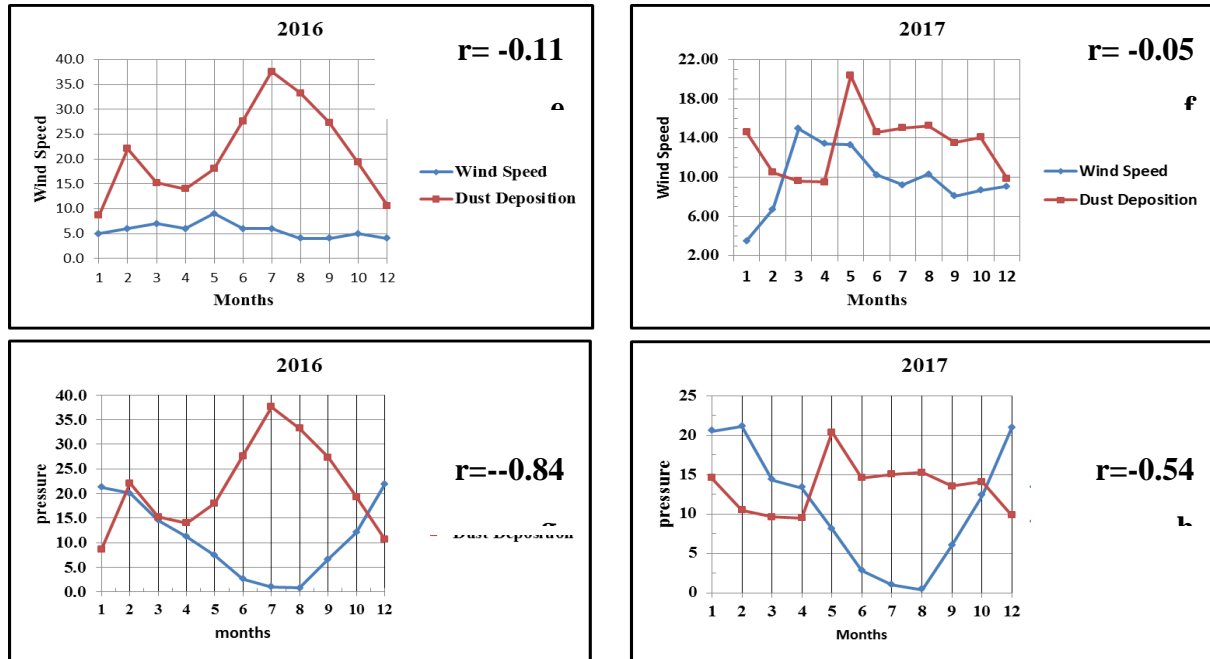 2016
r= -0.11
40.0
35.0
30.0
25.0
20.0
15.0
10.0
5.0
0.0
Wind Speed
1 2 3 4 5 6 7 8 9 10 12
Months
Wind Speed
Dust Deposition
2017
r= -0.05
22.00
18.00
14.00
10.00
6.00
2.00
Wind Speed
1 2 3 4 5 6 7 8 9 10 12
Months
Wind Speed
Dust Deposition
2016
r=--0.84
40.0
35.0
30.0
25.0
20.0
15.0
10.0
5.0
0.0
pressure
1 2 3 4 5 6 7 8 9 10 12
months
Dust Deposition
2017
r=-0.54
25
20
15
10
5
0
pressure
1 2 3 4 5 6 7 8 9 10 12
Months